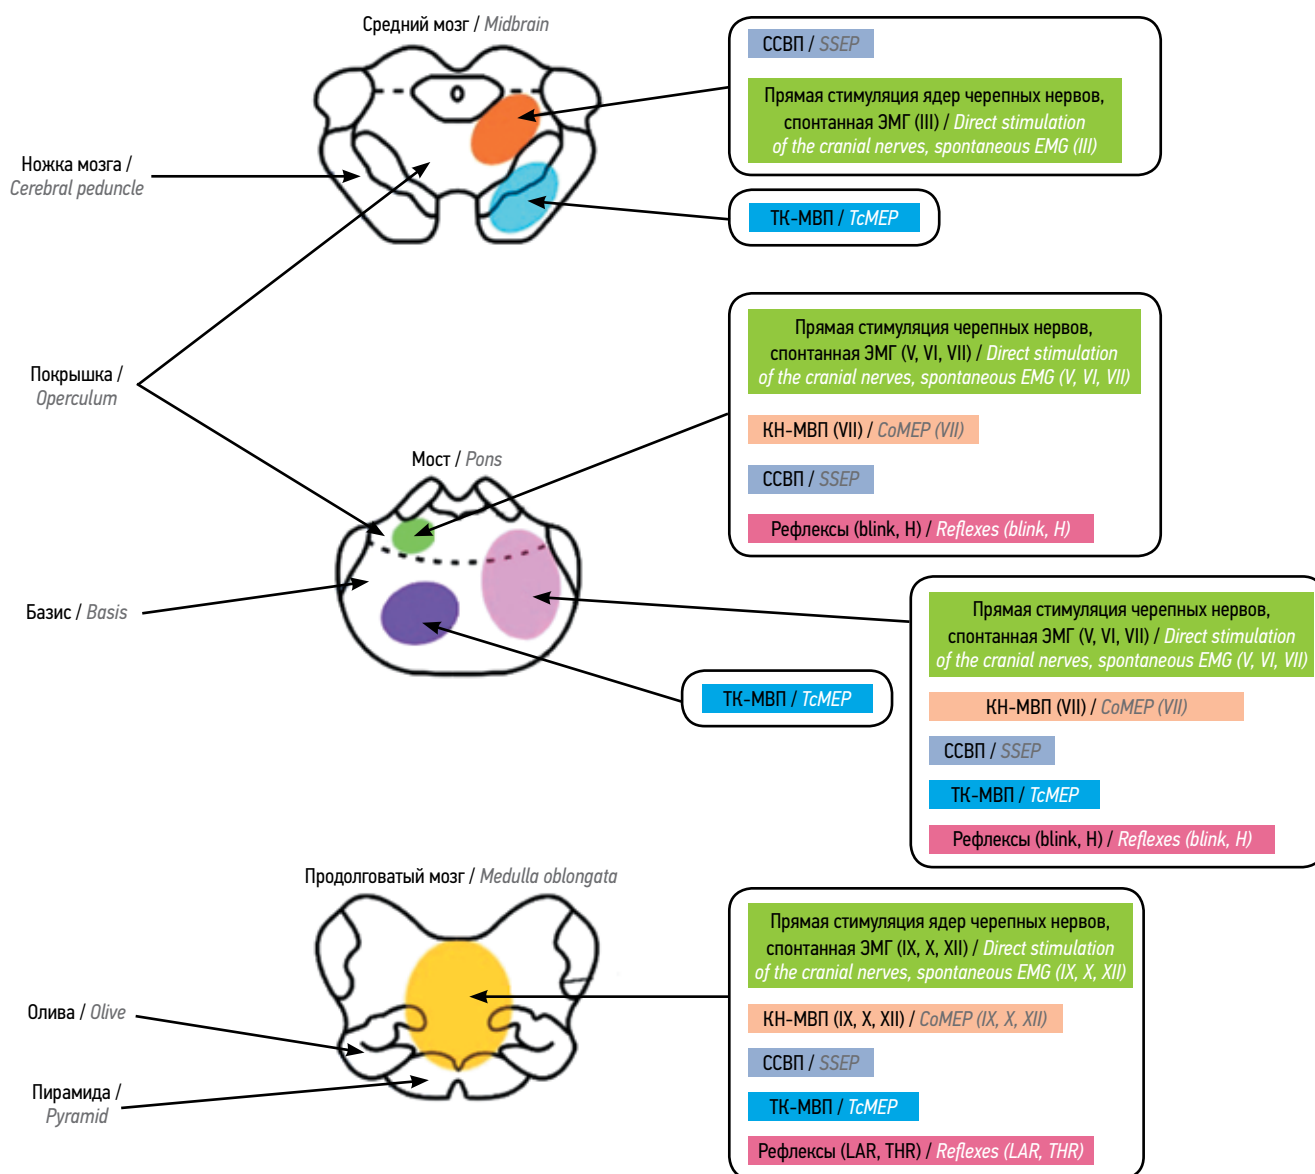 Средний мозг / Midbrain
ССВП / SSEP
Прямая стимуляция ядер черепных нервов,
спонтанная ЭМГ (III) / Direct stimulation
of the cranial nerves, spontaneous EMG (III)
Ножка мозга /
Cerebral peduncle
ТК-МВП / TcMEP
Покрышка /
Operculum
Прямая стимуляция черепных нервов,
спонтанная ЭМГ (V, VI, VII) / Direct stimulation
of the cranial nerves, spontaneous EMG (V, VI, VII)
КН-МВП (VII) / CoMEP (VII)
ССВП / SSEP
Рефлексы (blink, H) / Reflexes (blink, H)
Мост / Pons
Базис / Basis
Прямая стимуляция черепных нервов,
спонтанная ЭМГ (V, VI, VII) / Direct stimulation
of the cranial nerves, spontaneous EMG (V, VI, VII)
КН-МВП (VII) / CoMEP (VII)
ССВП / SSEP
ТК-МВП / TcMEP
Рефлексы (blink, H) / Reflexes (blink, H)
ТК-МВП / TcMEP
Продолговатый мозг / Medulla oblongata
Прямая стимуляция ядер черепных нервов,
спонтанная ЭМГ (IX, X, XII) / Direct stimulation
of the cranial nerves, spontaneous EMG (IX, X, XII)
КН-МВП (IX, X, XII) / CoMEP (IX, X, XII)
ССВП / SSEP
ТК-МВП / TcMEP
Рефлексы (LAR, THR) / Reflexes (LAR, THR)
Олива / Olive
Пирамида /
Pyramid